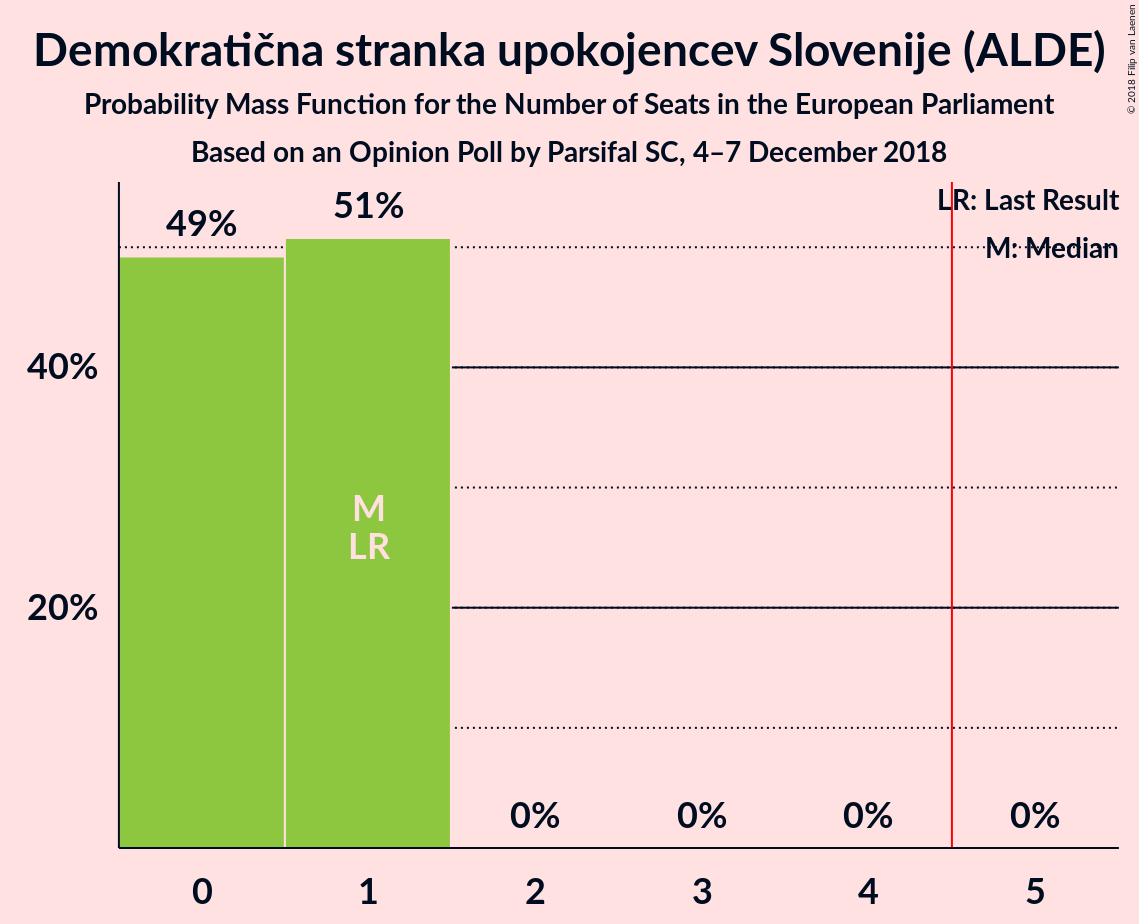 Demokratična stranka upokojencev Slovenije (ALDE)
Probability Mass Function for the Number of Seats in the European Parliament
Based on an Opinion Poll by Parsifal SC, 4–7 December 2018
© 2018 Filip van Laenen
LR: Last Result
M: Median
49%
51%
40%
20%
M
LR
0%
0%
0%
0%
0
1
2
3
4
5